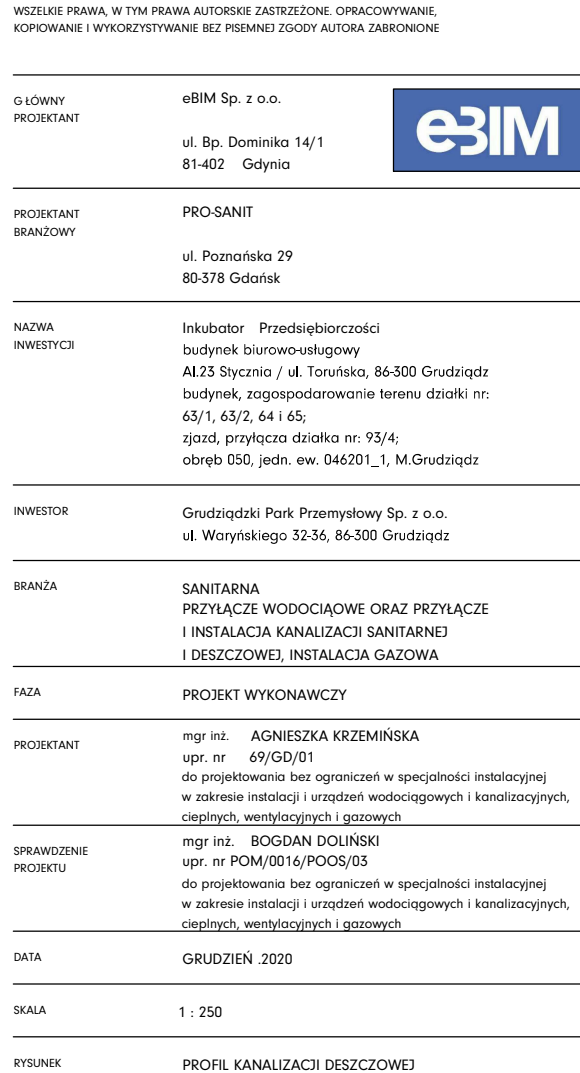 WSZELKIE PRAWA, W TYM PRAWA AUTORSKIE ZASTRZEŻONE. OPRACOWYWANIE,
KOPIOWANIE I WYKORZYSTYWANIE BEZ PISEMNEJ ZGODY AUTORA ZABRONIONE
G ŁÓWNY
PROJEKTANT
eBIM Sp. z o.o.
ul. Bp. Dominika 14/1
81-402 Gdynia
eBIM
PROJEKTANT
BRANŻOWY
PRO-SANIT
ul. Poznańska 29
80-378 Gdańsk
NAZWA
INWESTYCJI
Inkubator Przedsiębiorczości
budynek biurowo-usługowy
Al.23 Stycznia / ul. Toruńska, 86-300 Grudziądz
budynek, zagospodarowanie terenu działki nr:
63/1, 63/2, 64 i 65;
zjazd, przyłącza działka nr: 93/4;
obręb 050, jedn. ew. 046201_1, M.Grudziądz
INWESTOR
Grudziądzki Park Przemysłowy Sp. z o.o.
ul. Waryńskiego 32-36, 86-300 Grudziądz
BRANŻA
SANITARNA
PRZYŁĄCZE WODOCIĄOWE ORAZ PRZYŁĄCZE
I INSTALACJA KANALIZACJI SANITARNEJ
I DESZCZOWEJ, INSTALACJA GAZOWA
FAZA
PROJEKT WYKONAWCZY
PROJEKTANT
mgr inż. AGNIESZKA KRZEMIŃSKA
upr. nr 69/GD/01
do projektowania bez ograniczeń w specjalności instalacyjnej
w zakresie instalacji i urządzeń wodociągowych i kanalizacyjnych,
cieplnych, wentylacyjnych i gazowych
SPRAWDZENIE
PROJEKTU
mgr inż. BOGDAN DOLIŃSKI
upr. nr POM/0016/POOS/03
do projektowania bez ograniczeń w specjalności instalacyjnej
w zakresie instalacji i urządzeń wodociągowych i kanalizacyjnych,
cieplnych, wentylacyjnych i gazowych
DATA
GRUDZIEŃ .2020
SKALA
1 : 250
RYSUNEK
PROFIL KANALIZACJI DESZCZOWEJ